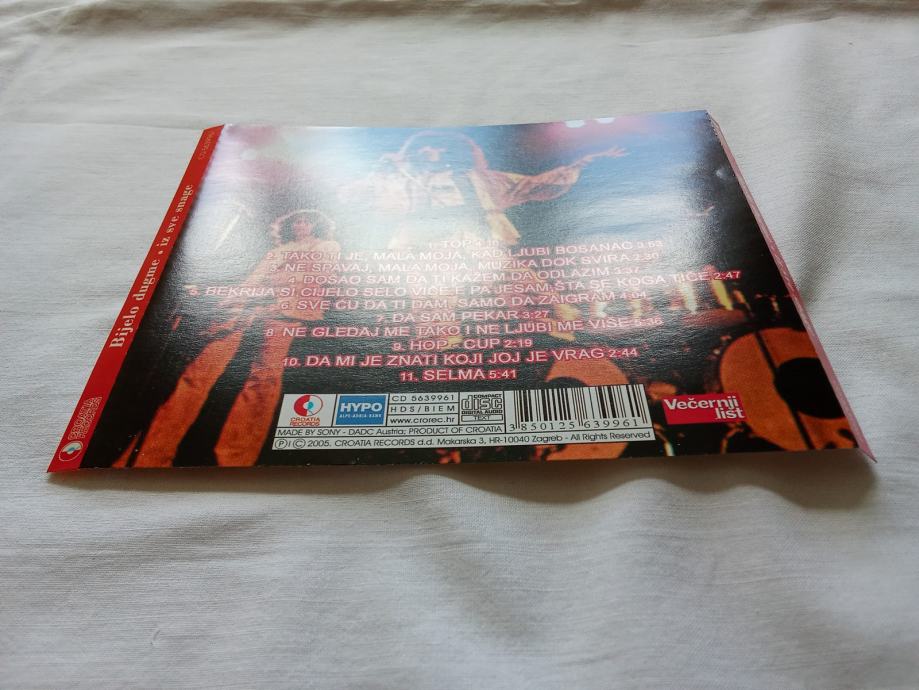 Bijelo dugme • iz sve snage
CROATIA RECORDS
1. TOP
2. TAKO TI JE, MALA MOJA, KAD LJUBI BOSANAC 3:53
3. NE SPAVAJ, MALA MOJA, MUZIKA DOK SVIRA 2:30
4. DOŠAO SAM DA TI KAŽEM DA ODLAZIM 3:37
5. BEKRIJA SI, CIJELO SELO VIČE E PA JESAM, ŠTA SE KOGA TIČE 2:47
6. SVE ĆU DA TI DAM, SAMO DA ZAIGRAM 4:04
7. DA SAM PEKAR 3:27
8. NE GLEDAJ ME TAKO I NE LJUBI ME VIŠE 5:36
9. HOP - CUP 2:19
10. DA MI JE ZNATI KOJI JOJ JE VRAG 2:44
11. SELMA 5:41
CROATIA RECORDS
HYPO
ALPE-ADRIA-BANK
CD 5639961
HDS/BIEM
www.crorec.hr
COMPACT
disc
DIGITAL AUDIO
TEXT
3 850125 639961
Večernji list
MADE BY SONY - DADC Austria; PRODUCT OF CROATIA
Ⓟ I © 2005. CROATIA RECORDS d.d. Makarska 3, HR-10040 Zagreb - All Rights Reserved